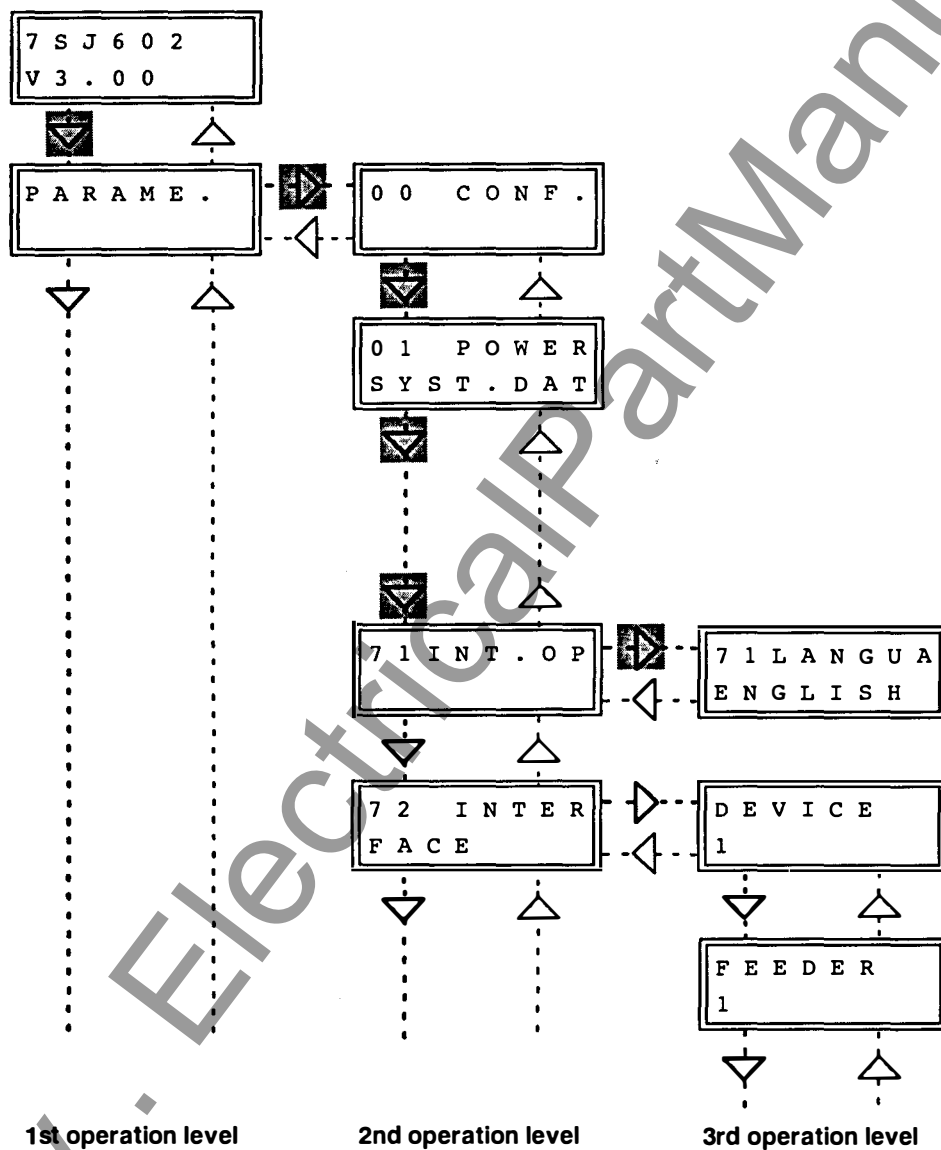 7SJ602
V3.00
PARAME.
00 CONF.
01 POWER
SYST.DAT
71INT.OP
71LANGUA
ENGLISH
72 INTER
FACE
DEVICE
1
FEEDER
1
1st operation level
2nd operation level
3rd operation level
ElectricalPartManu